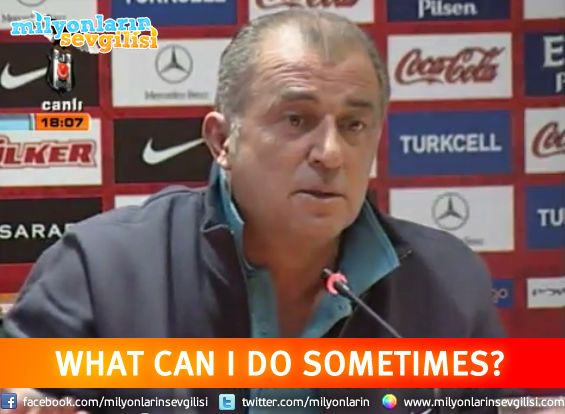 milyonların
sevgilisi
Pilsen
canlı
18:07
Mercedes-Benz
Coca-Cola
TURKCELL
ÜLKER
SARAR
WHAT CAN I DO SOMETIMES?
facebook.com/milyonlarinsevgilisi
twitter.com/milyonlarin
www.milyonlarinsevgilisi.com